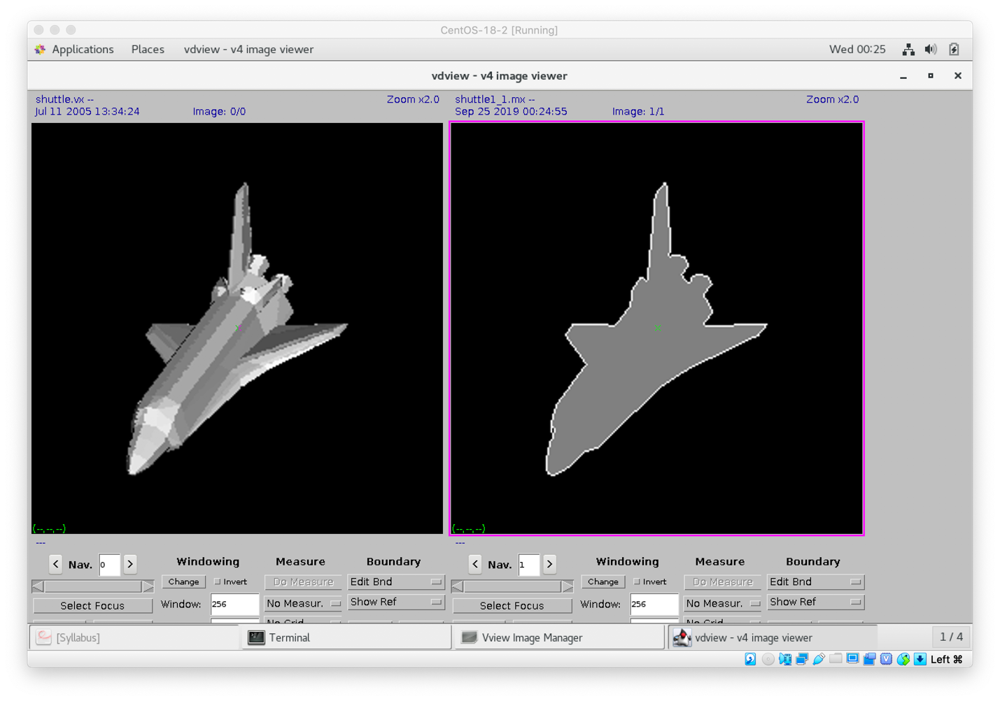 CentOS-18-2 [Running]
Applications Places vdview - v4 image viewer Wed 00:25
vdview - v4 image viewer
shuttle.vx -- Zoom x2.0
Jul 11 2005 13:34:24 Image: 0/0
(--,--,--)
---
< Nav. 0 > Windowing Measure Boundary
Change Invert Do Measure Edit Bnd
Select Focus Window: 256 No Measur. Show Ref
No Grid
shuttle1_1.mx -- Zoom x2.0
Sep 25 2019 00:24:55 Image: 1/1
(--,--,--)
---
< Nav. 1 > Windowing Measure Boundary
Change Invert Do Measure Edit Bnd
Select Focus Window: 256 No Measur. Show Ref
No Grid
[Syllabus] Terminal Vview Image Manager vdview - v4 image viewer 1 / 4
Left ⌘